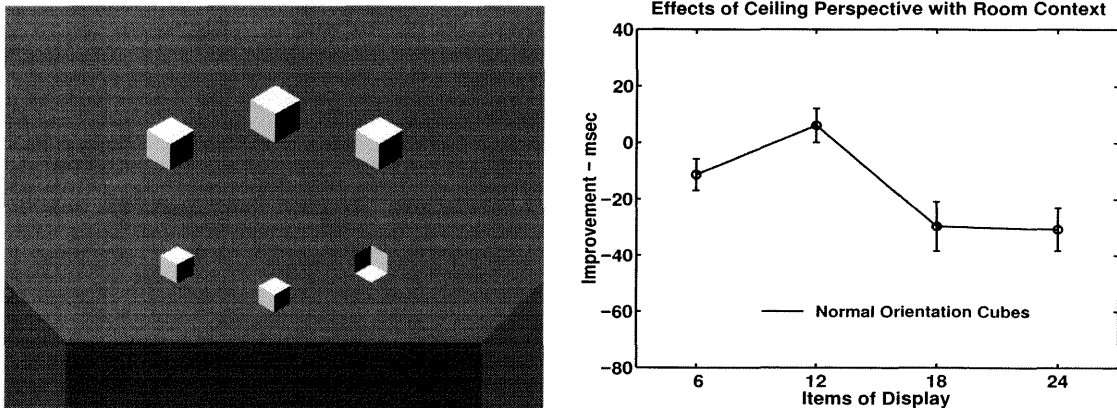 Effects of Ceiling Perspective with Room Context
40
20
0
−20
−40
−60
−80
Improvement − msec
Normal Orientation Cubes
6 12 18 24
Items of Display